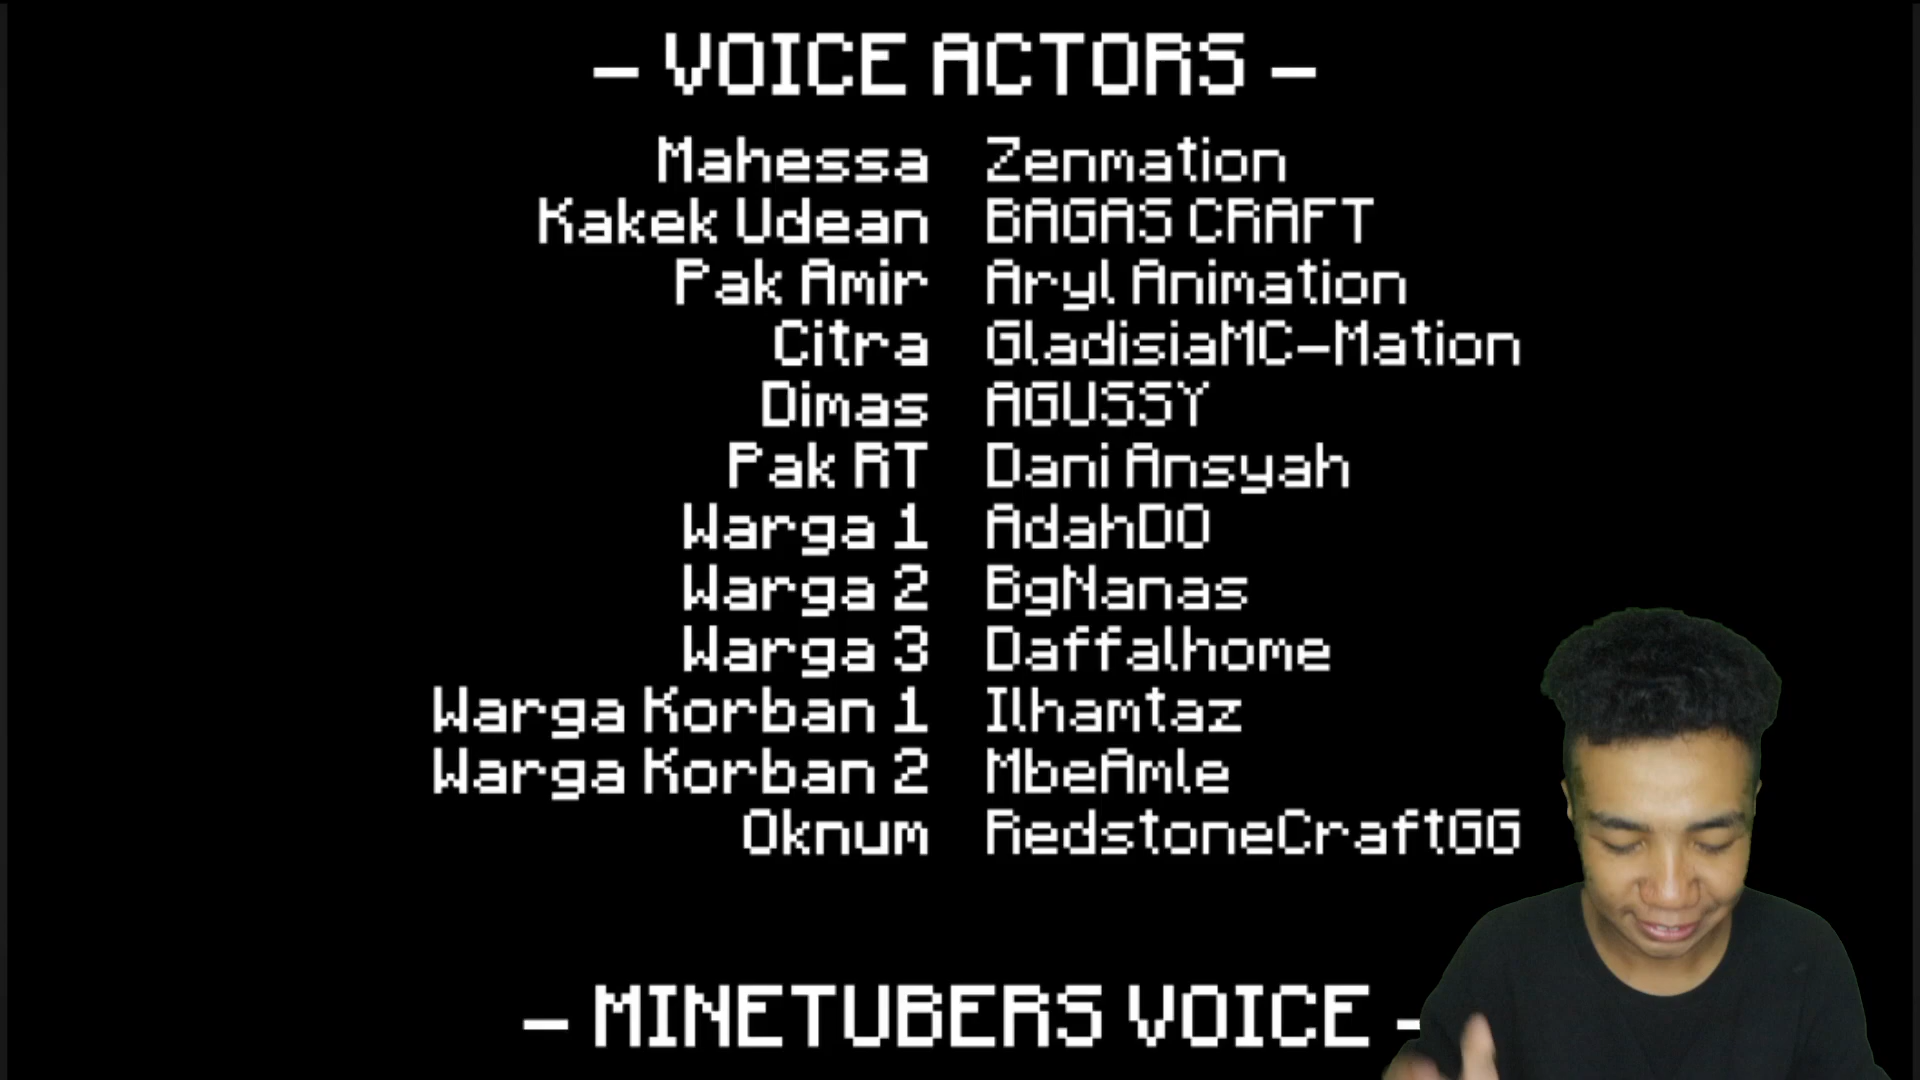 – VOICE ACTORS –
Mahessa Zenmation
Kakek Udean BAGAS CRAFT
Pak Amir Aryl Animation
Citra GladisiaMC-Mation
Dimas AGUSSY
Pak RT Dani Ansyah
Warga 1 AdahDO
Warga 2 BgNanas
Warga 3 Daffalhome
Warga Korban 1 Ilhamtaz
Warga Korban 2 MbeAmle
Oknum RedstoneCraftGG
– MINETUBERS VOICE –